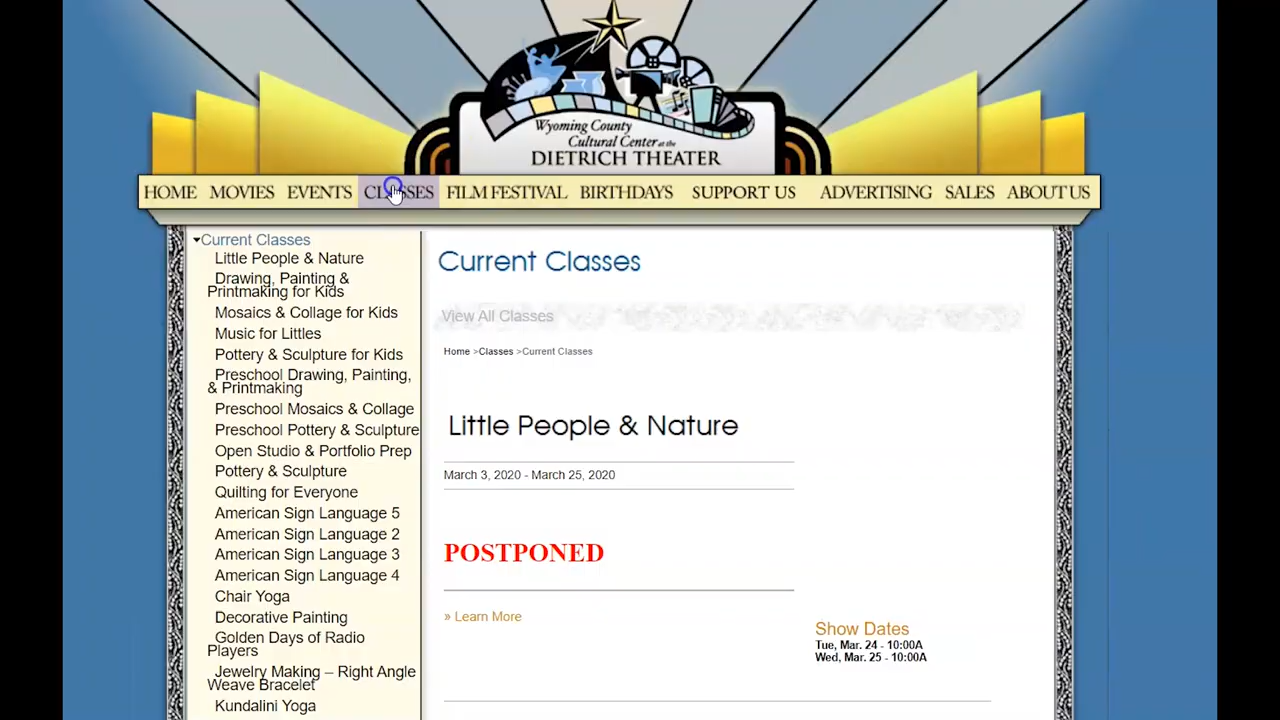 Wyoming County
Cultural Center at the
DIETRICH THEATER
HOME MOVIES EVENTS CLASSES FILM FESTIVAL BIRTHDAYS SUPPORT US ADVERTISING SALES ABOUT US
Current Classes
Little People & Nature
Drawing, Painting &
Printmaking for Kids
Mosaics & Collage for Kids
Music for Littles
Pottery & Sculpture for Kids
Preschool Drawing, Painting,
& Printmaking
Preschool Mosaics & Collage
Preschool Pottery & Sculpture
Open Studio & Portfolio Prep
Pottery & Sculpture
Quilting for Everyone
American Sign Language 5
American Sign Language 2
American Sign Language 3
American Sign Language 4
Chair Yoga
Decorative Painting
Golden Days of Radio
Players
Jewelry Making – Right Angle
Weave Bracelet
Kundalini Yoga
Current Classes
View All Classes
Home >Classes >Current Classes
Little People & Nature
March 3, 2020 - March 25, 2020
POSTPONED
» Learn More
Show Dates
Tue, Mar. 24 - 10:00A
Wed, Mar. 25 - 10:00A